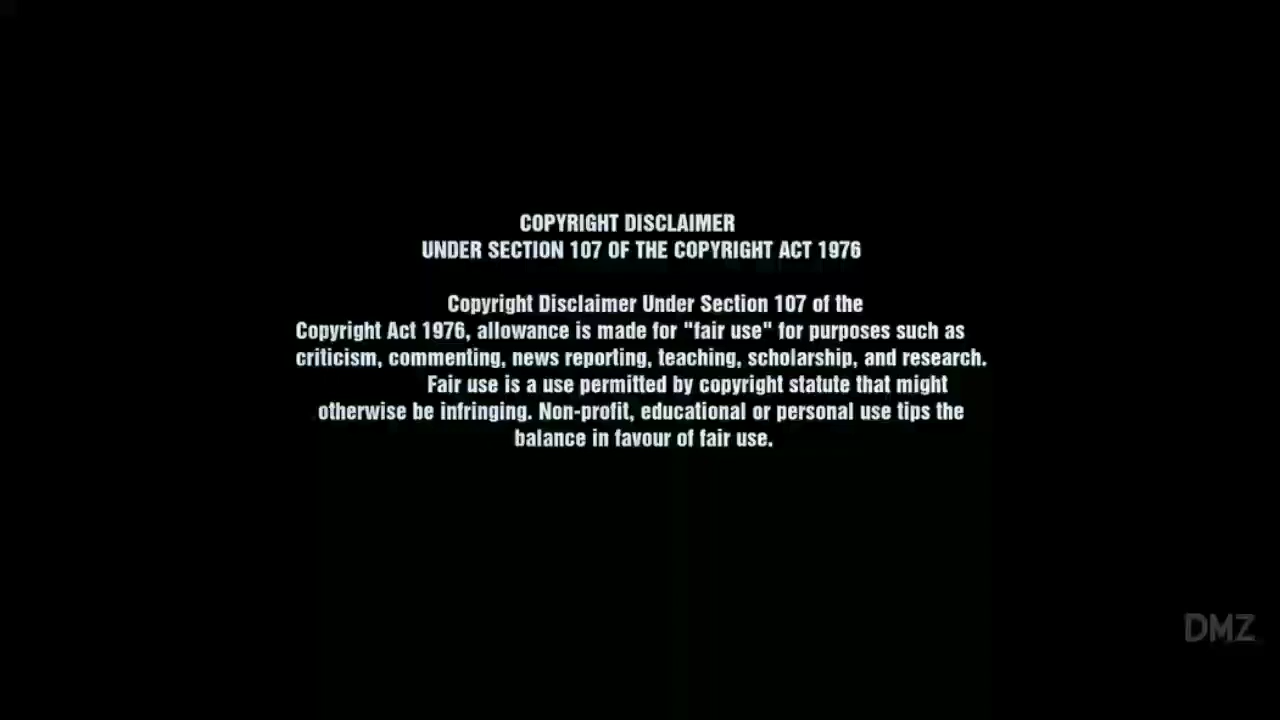 COPYRIGHT DISCLAIMER
UNDER SECTION 107 OF THE COPYRIGHT ACT 1976
Copyright Disclaimer Under Section 107 of the
Copyright Act 1976, allowance is made for "fair use" for purposes such as
criticism, commenting, news reporting, teaching, scholarship, and research.
Fair use is a use permitted by copyright statute that might
otherwise be infringing. Non-profit, educational or personal use tips the
balance in favour of fair use.
DMZ